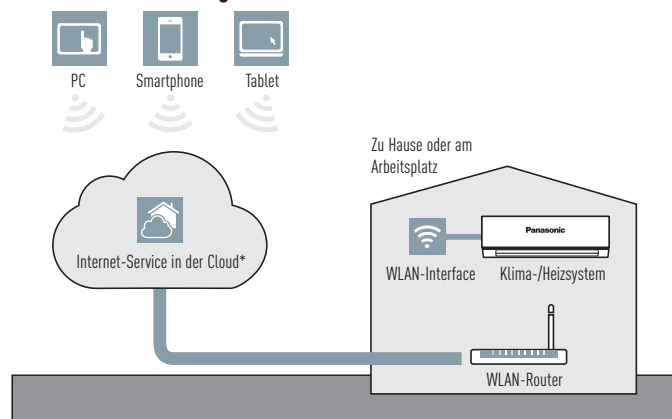 PC
Smartphone
Tablet
Zu Hause oder am
Arbeitsplatz
Internet-Service in der Cloud*
Panasonic
WLAN-Interface
Klima-/Heizsystem
WLAN-Router